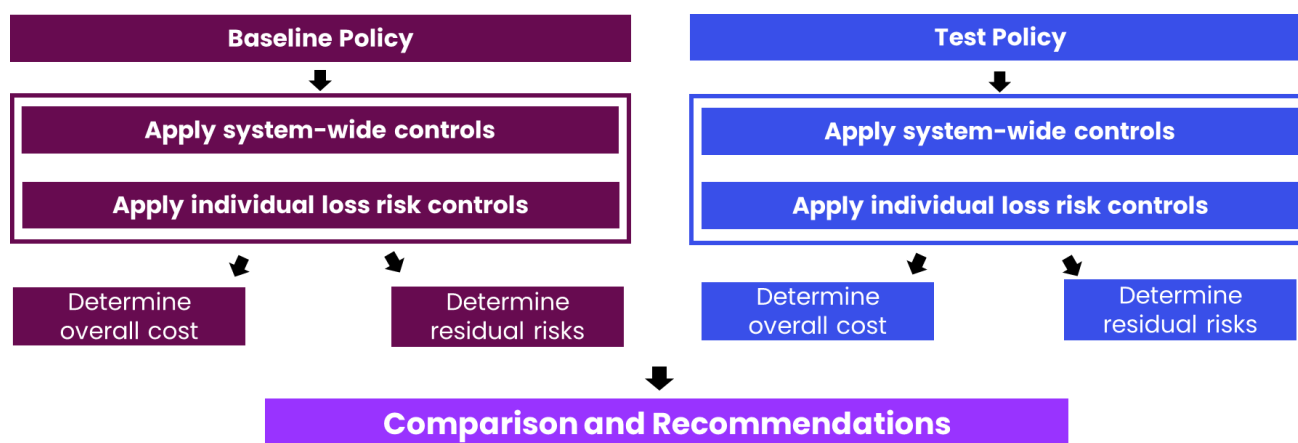 Baseline Policy
Apply system-wide controls
Apply individual loss risk controls
Determine
overall cost
Determine
residual risks
Test Policy
Apply system-wide controls
Apply individual loss risk controls
Determine
overall cost
Determine
residual risks
Comparison and Recommendations